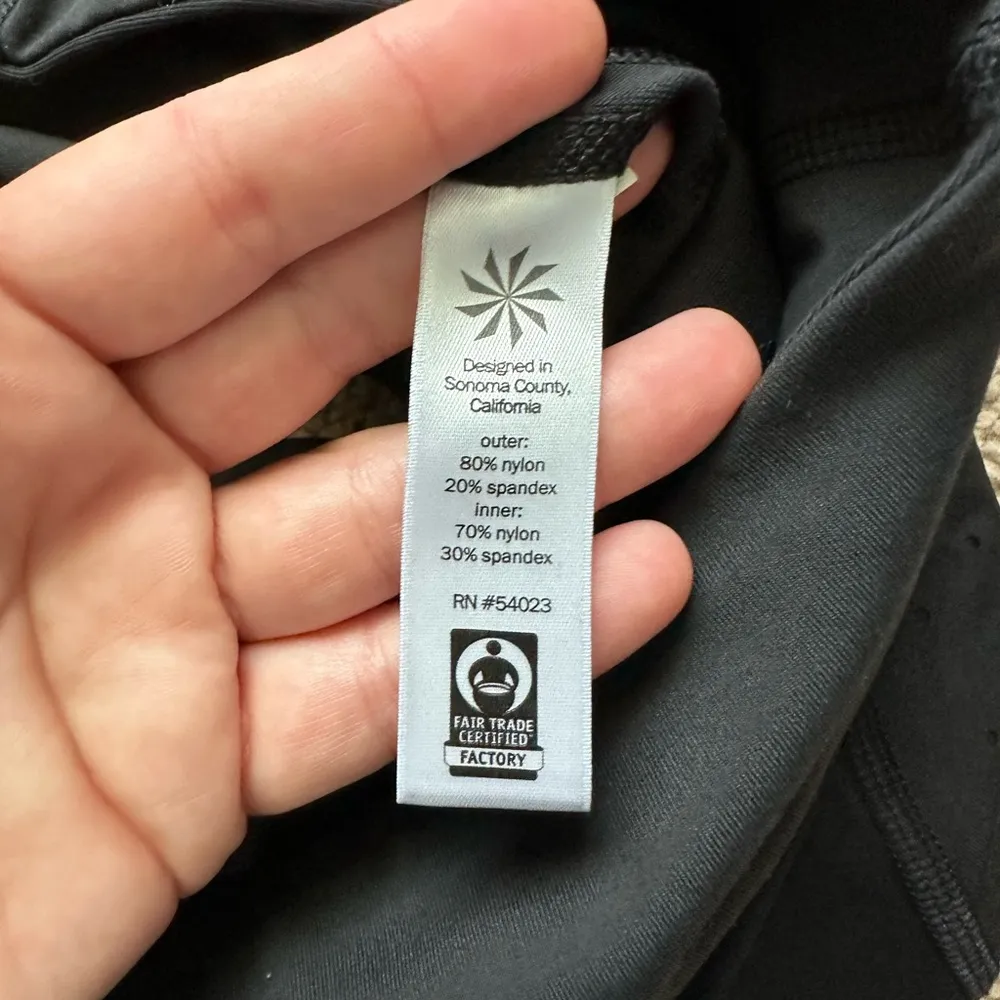 Designed in
Sonoma County,
California
outer:
80% nylon
20% spandex
inner:
70% nylon
30% spandex
RN #54023
FAIR TRADE
CERTIFIED
FACTORY